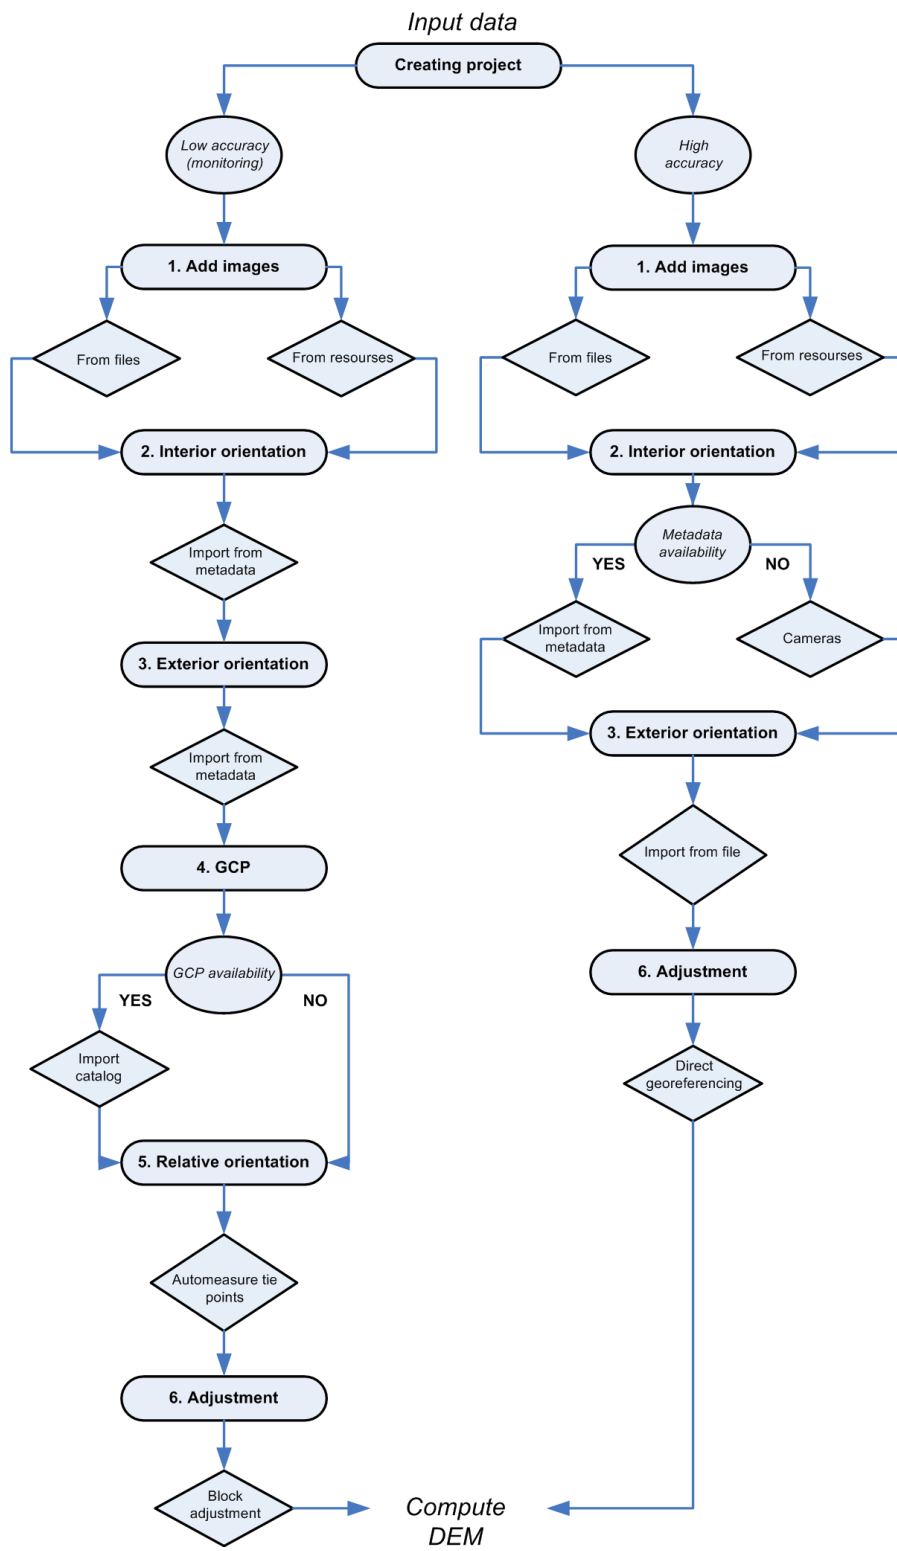 Input data
Creating project
Low accuracy
(monitoring)
1. Add images
From files
From resourses
2. Interior orientation
Import from
metadata
3. Exterior orientation
Import from
metadata
4. GCP
GCP availability
YES
NO
Import
catalog
5. Relative orientation
Automeasure tie
points
6. Adjustment
Block
adjustment
High
accuracy
1. Add images
From files
From resourses
2. Interior orientation
Metadata
availability
YES
NO
Import from
metadata
Cameras
3. Exterior orientation
Import from file
6. Adjustment
Direct
georeferencing
Compute
DEM